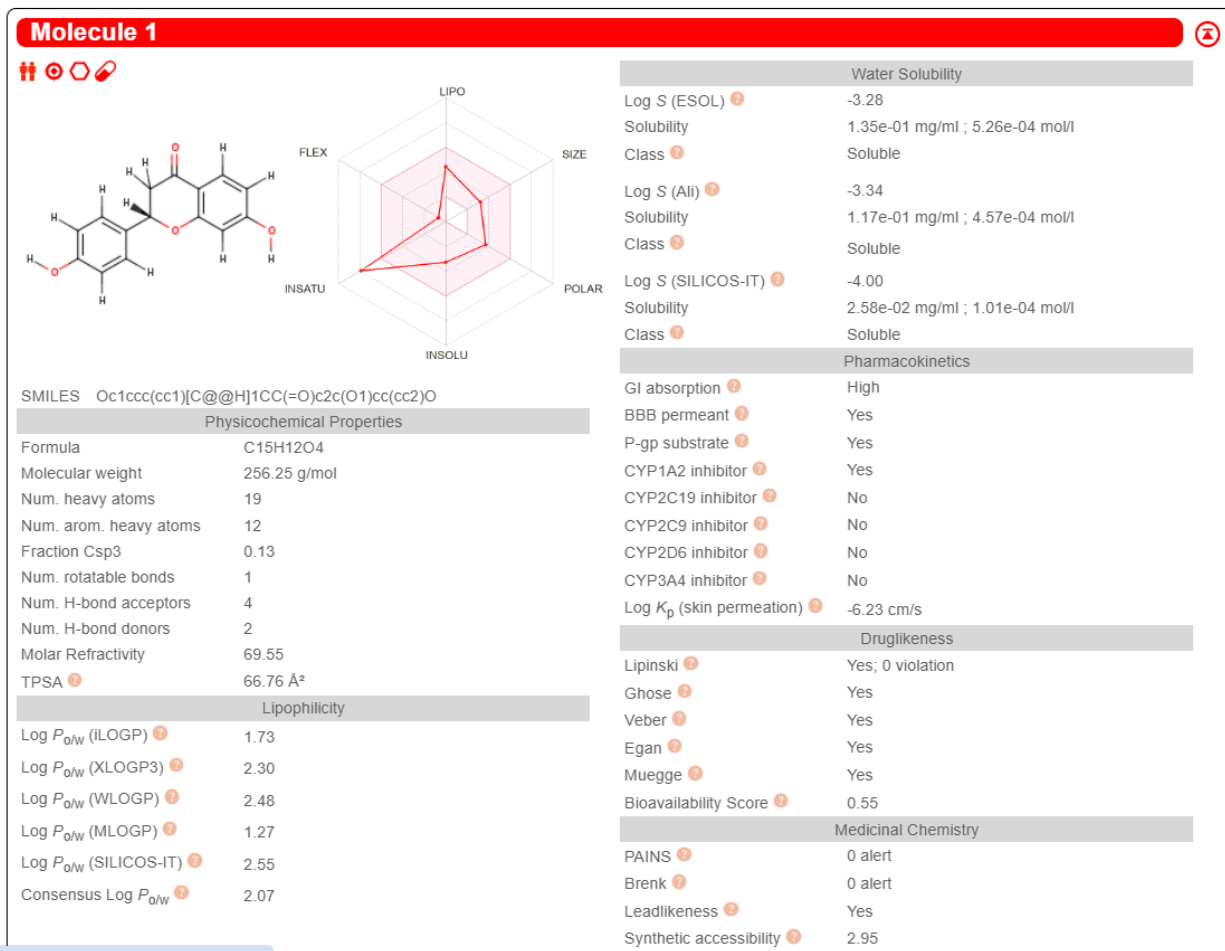 Molecule 1
LIPO
FLEX
SIZE
INSATU
POLAR
INSOLU
H
H
H
O
H
H
H
H
H
O
O
H
H
H
H
O
H
H
SMILES Oc1ccc(cc1)[C@@H]1CC(=O)c2c(O1)cc(cc2)O
Physicochemical Properties
Formula C15H12O4
Molecular weight 256.25 g/mol
Num. heavy atoms 19
Num. arom. heavy atoms 12
Fraction Csp3 0.13
Num. rotatable bonds 1
Num. H-bond acceptors 4
Num. H-bond donors 2
Molar Refractivity 69.55
TPSA ? 66.76 Å²
Lipophilicity
Log Po/w (iLOGP) ? 1.73
Log Po/w (XLOGP3) ? 2.30
Log Po/w (WLOGP) ? 2.48
Log Po/w (MLOGP) ? 1.27
Log Po/w (SILICOS-IT) ? 2.55
Consensus Log Po/w ? 2.07
Water Solubility
Log S (ESOL) ? -3.28
Solubility 1.35e-01 mg/ml ; 5.26e-04 mol/l
Class ? Soluble
Log S (Ali) ? -3.34
Solubility 1.17e-01 mg/ml ; 4.57e-04 mol/l
Class ? Soluble
Log S (SILICOS-IT) ? -4.00
Solubility 2.58e-02 mg/ml ; 1.01e-04 mol/l
Class ? Soluble
Pharmacokinetics
GI absorption ? High
BBB permeant ? Yes
P-gp substrate ? Yes
CYP1A2 inhibitor ? Yes
CYP2C19 inhibitor ? No
CYP2C9 inhibitor ? No
CYP2D6 inhibitor ? No
CYP3A4 inhibitor ? No
Log Kp (skin permeation) ? -6.23 cm/s
Druglikeness
Lipinski ? Yes; 0 violation
Ghose ? Yes
Veber ? Yes
Egan ? Yes
Muegge ? Yes
Bioavailability Score ? 0.55
Medicinal Chemistry
PAINS ? 0 alert
Brenk ? 0 alert
Leadlikeness ? Yes
Synthetic accessibility ? 2.95